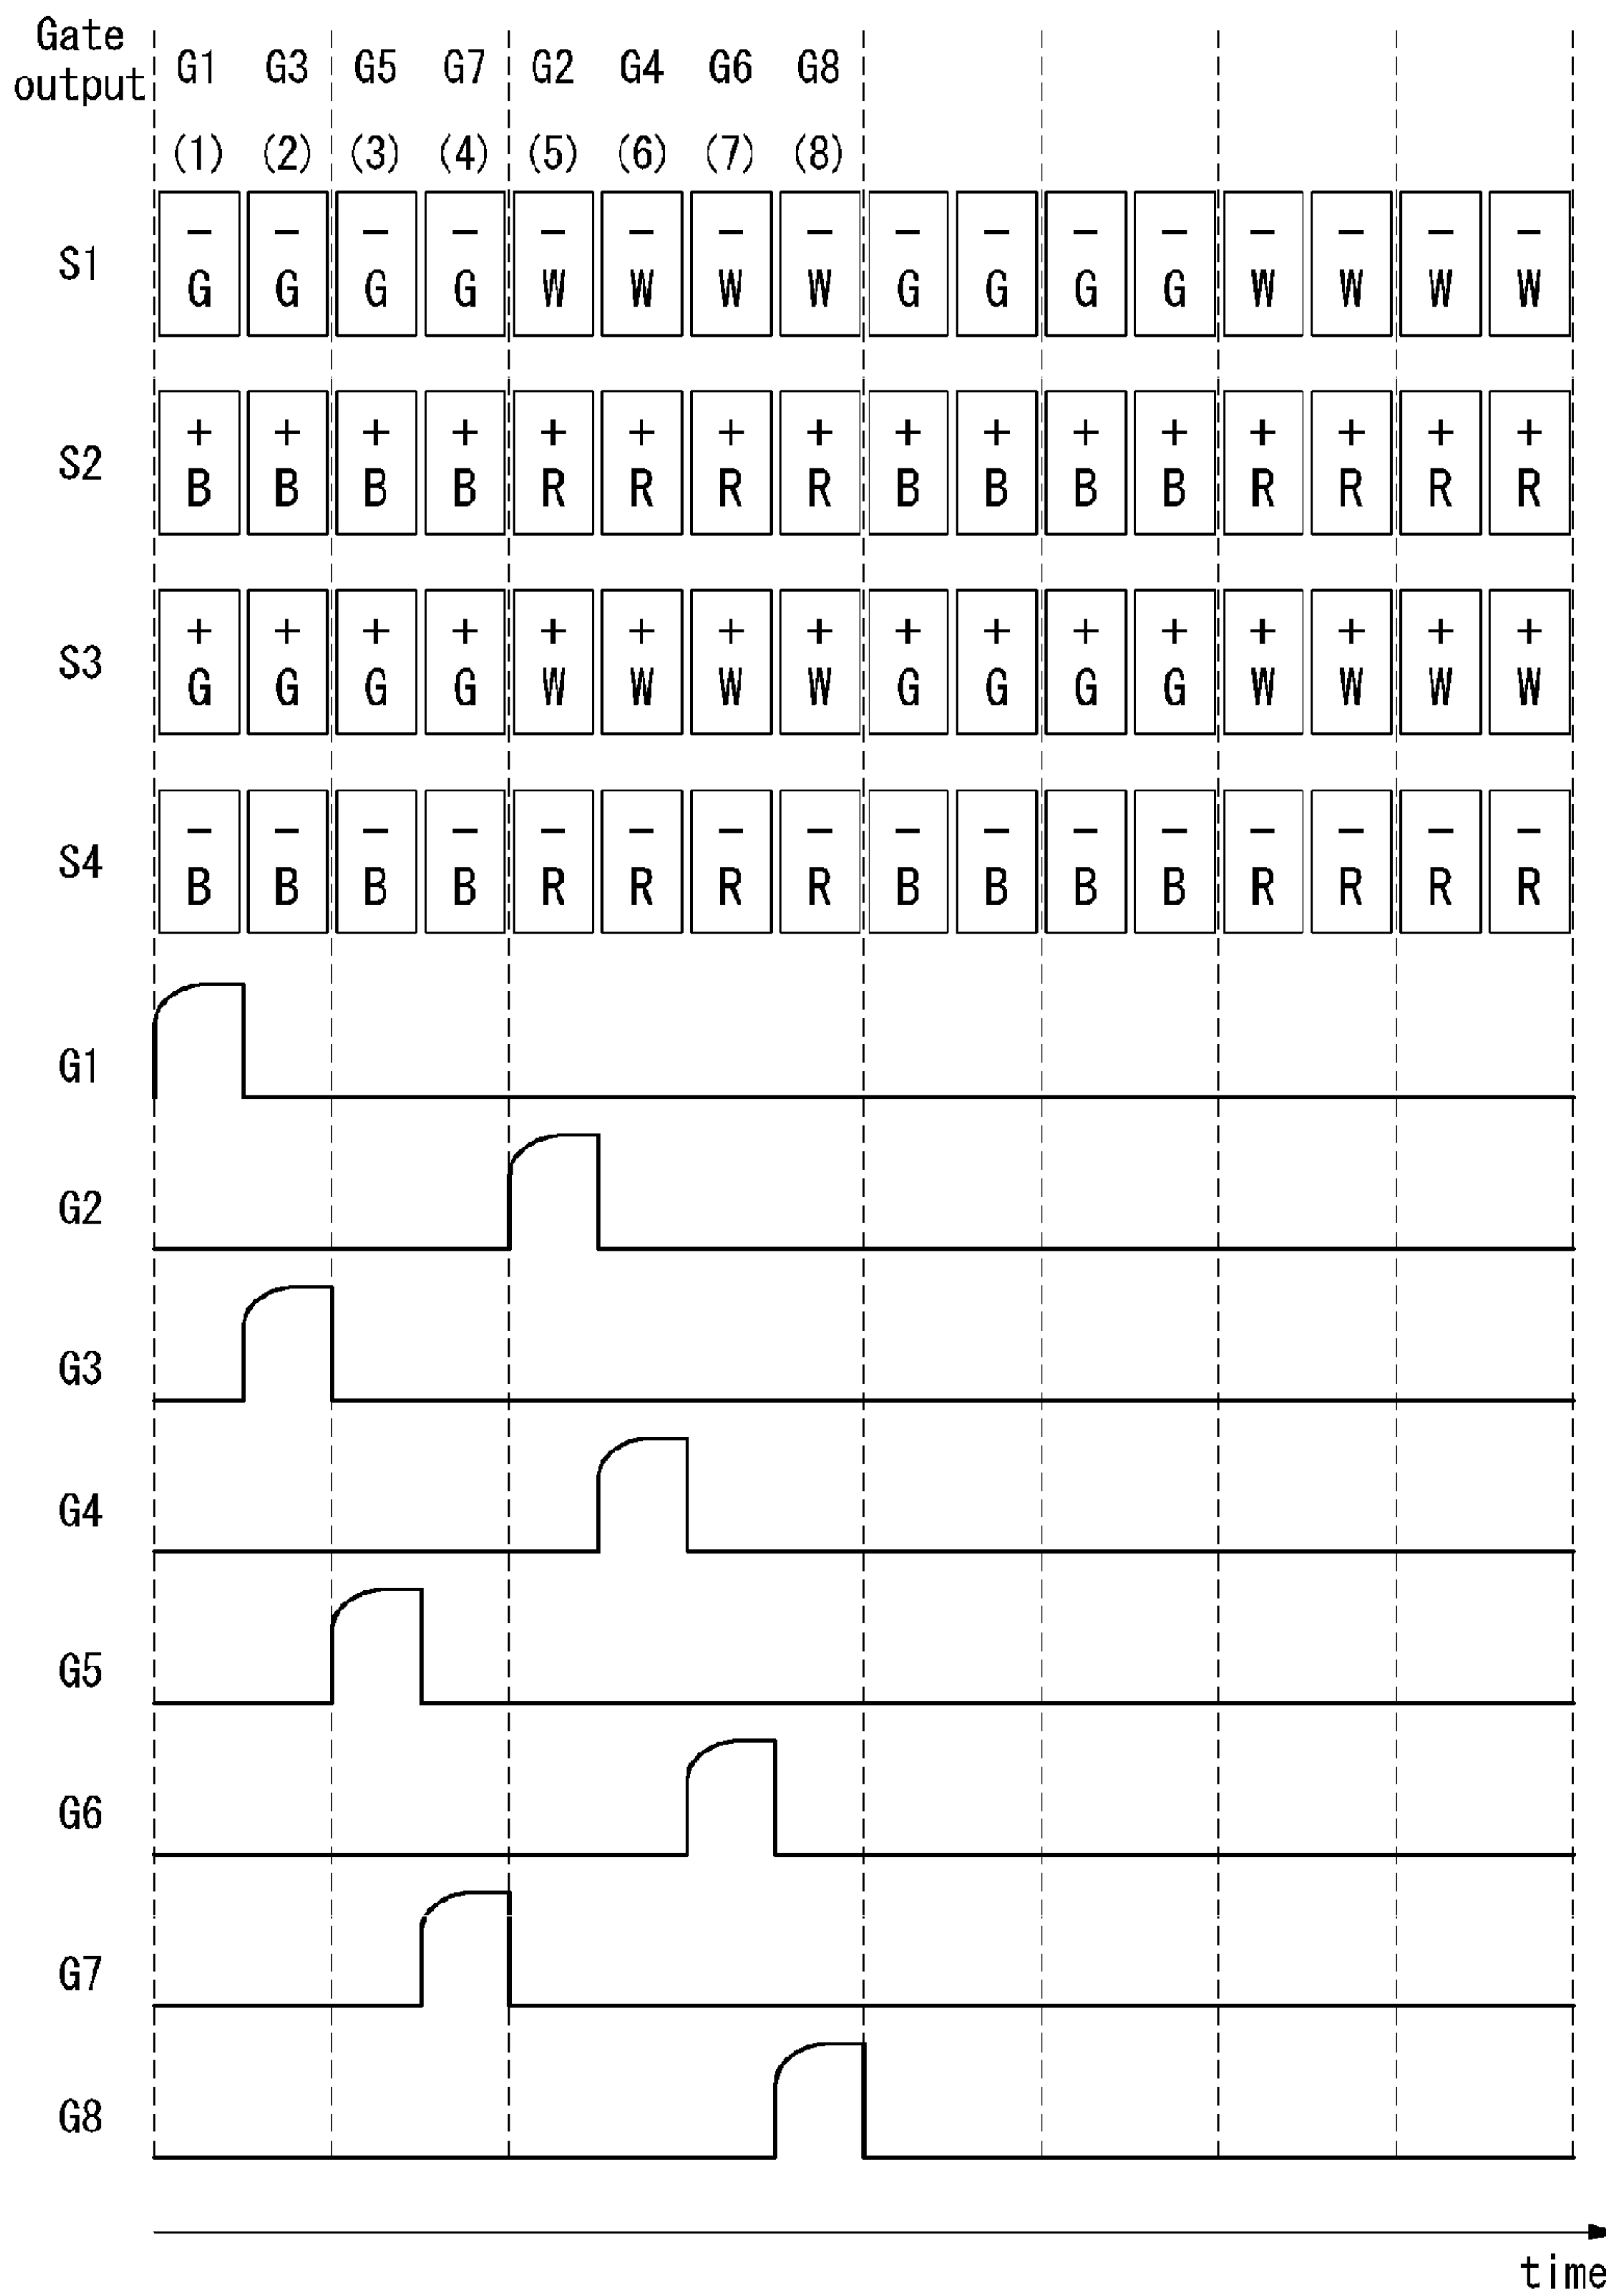 Gate
output
G1 G3 G5 G7 G2 G4 G6 G8
(1) (2) (3) (4) (5) (6) (7) (8)
− − − − − − − − − − − − − − − −
S1
G G G G W W W W G G G G W W W W
+ + + + + + + + + + + + + + + +
S2
B B B B R R R R B B B B R R R R
+ + + + + + + + + + + + + + + +
S3
G G G G W W W W G G G G W W W W
− − − − − − − − − − − − − − − −
S4
B B B B R R R R B B B B R R R R
G1
G2
G3
G4
G5
G6
G7
G8
time